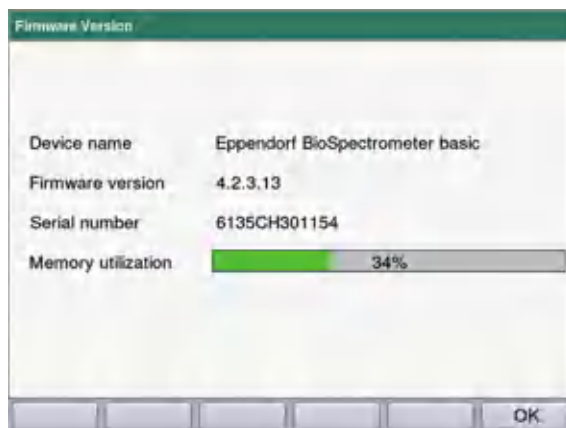 Firmware Version
Device name Eppendorf BioSpectrometer basic
Firmware version 4.2.3.13
Serial number 6135CH301154
Memory utilization 34%
OK